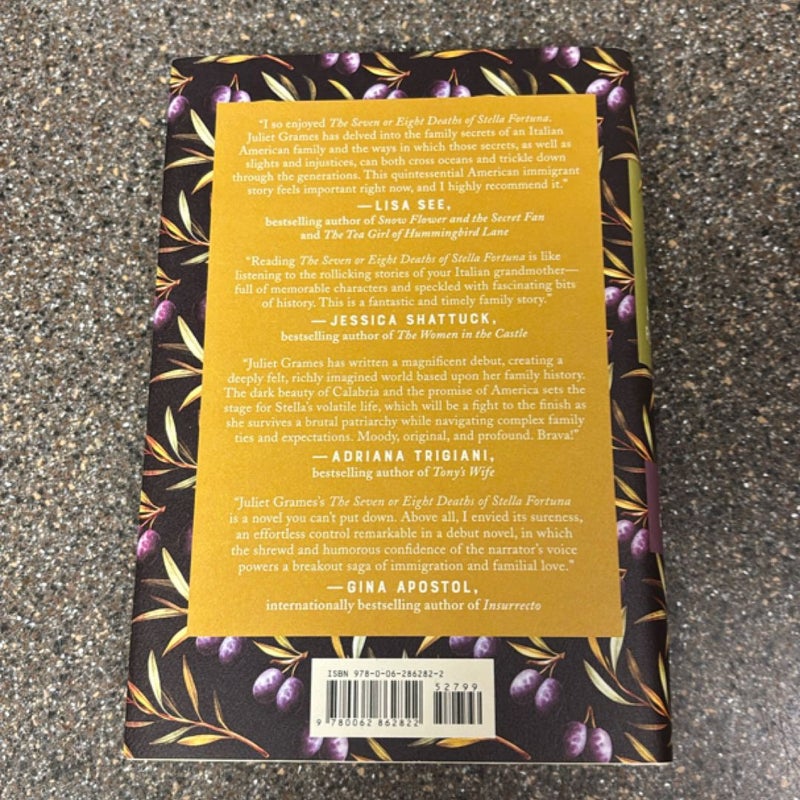 "I so enjoyed The Seven or Eight Deaths of Stella Fortuna.
Juliet Grames has delved into the family secrets of an Italian
American family and the ways in which those secrets, as well as
slights and injustices, can both cross oceans and trickle down
through the generations. This quintessential American immigrant
story feels important right now, and I highly recommend it."
—LISA SEE,
bestselling author of Snow Flower and the Secret Fan
and The Tea Girl of Hummingbird Lane
"Reading The Seven or Eight Deaths of Stella Fortuna is like
listening to the rollicking stories of your Italian grandmother—
full of memorable characters and speckled with fascinating bits
of history. This is a fantastic and timely family story."
—JESSICA SHATTUCK,
bestselling author of The Women in the Castle
"Juliet Grames has written a magnificent debut, creating a
deeply felt, richly imagined world based upon her family history.
The dark beauty of Calabria and the promise of America sets the
stage for Stella's volatile life, which will be a fight to the finish as
she survives a brutal patriarchy while navigating complex family
ties and expectations. Moody, original, and profound. Brava!"
—ADRIANA TRIGIANI,
bestselling author of Tony's Wife
"Juliet Grames's The Seven or Eight Deaths of Stella Fortuna
is a novel you can't put down. Above all, I envied its sureness,
an effortless control remarkable in a debut novel, in which
the shrewd and humorous confidence of the narrator's voice
powers a breakout saga of immigration and familial love."
—GINA APOSTOL,
internationally bestselling author of Insurrecto
ISBN 978-0-06-286282-2
52799
9 780062 862822